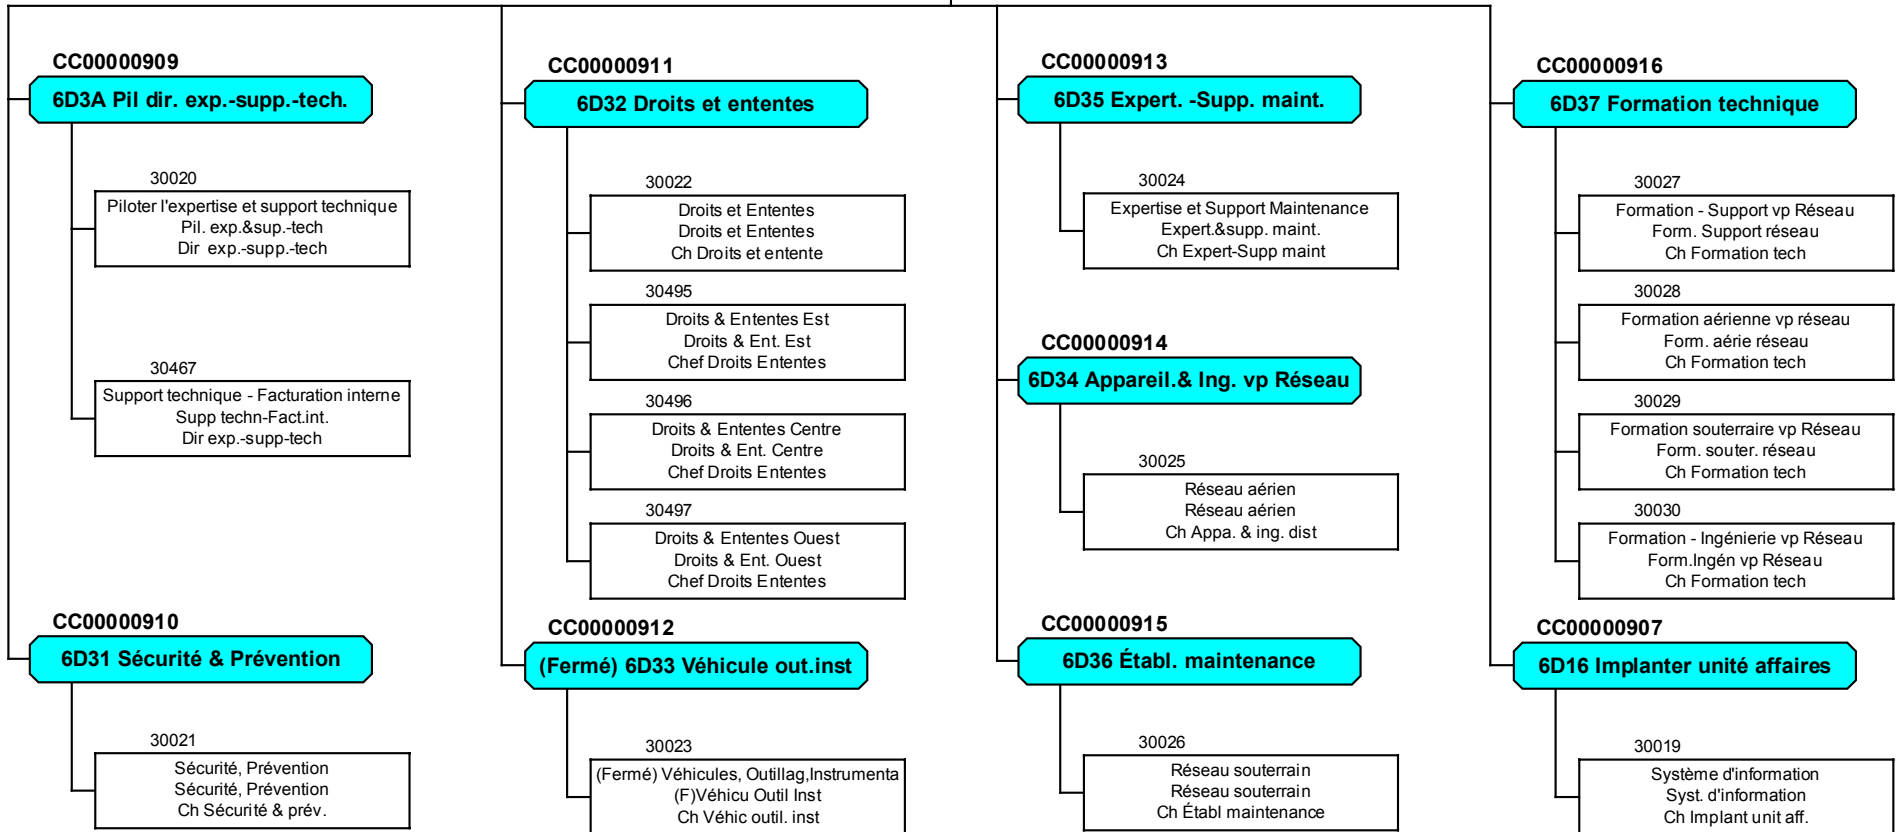 CC00000909
6D3A Pil dir. exp.-supp.-tech.
30020
Piloter l'expertise et support technique
Pil. exp.&sup.-tech
Dir exp.-supp.-tech
30467
Support technique - Facturation interne
Supp techn-Fact.int.
Dir exp.-supp-tech
CC00000910
6D31 Sécurité & Prévention
30021
Sécurité, Prévention
Sécurité, Prévention
Ch Sécurité & prév.
CC00000911
6D32 Droits et ententes
30022
Droits et Ententes
Droits et Ententes
Ch Droits et entente
30495
Droits & Ententes Est
Droits & Ent. Est
Chef Droits Ententes
30496
Droits & Ententes Centre
Droits & Ent. Centre
Chef Droits Ententes
30497
Droits & Ententes Ouest
Droits & Ent. Ouest
Chef Droits Ententes
CC00000912
(Fermé) 6D33 Véhicule out.inst
30023
(Fermé) Véhicules, Outillag,Instrumenta
(F)Véhicu Outil Inst
Ch Véhic outil. inst
CC00000913
6D35 Expert. -Supp. maint.
30024
Expertise et Support Maintenance
Expert.&supp. maint.
Ch Expert-Supp maint
CC00000914
6D34 Appareil.& Ing. vp Réseau
30025
Réseau aérien
Réseau aérien
Ch Appa. & ing. dist
CC00000915
6D36 Établ. maintenance
30026
Réseau souterrain
Réseau souterrain
Ch Établ maintenance
CC00000916
6D37 Formation technique
30027
Formation - Support vp Réseau
Form. Support réseau
Ch Formation tech
30028
Formation aérienne vp réseau
Form. aérie réseau
Ch Formation tech
30029
Formation souterraire vp Réseau
Form. souter. réseau
Ch Formation tech
30030
Formation - Ingénierie vp Réseau
Form.Ingén vp Réseau
Ch Formation tech
CC00000907
6D16 Implanter unité affaires
30019
Système d'information
Syst. d'information
Ch Implant unit aff.